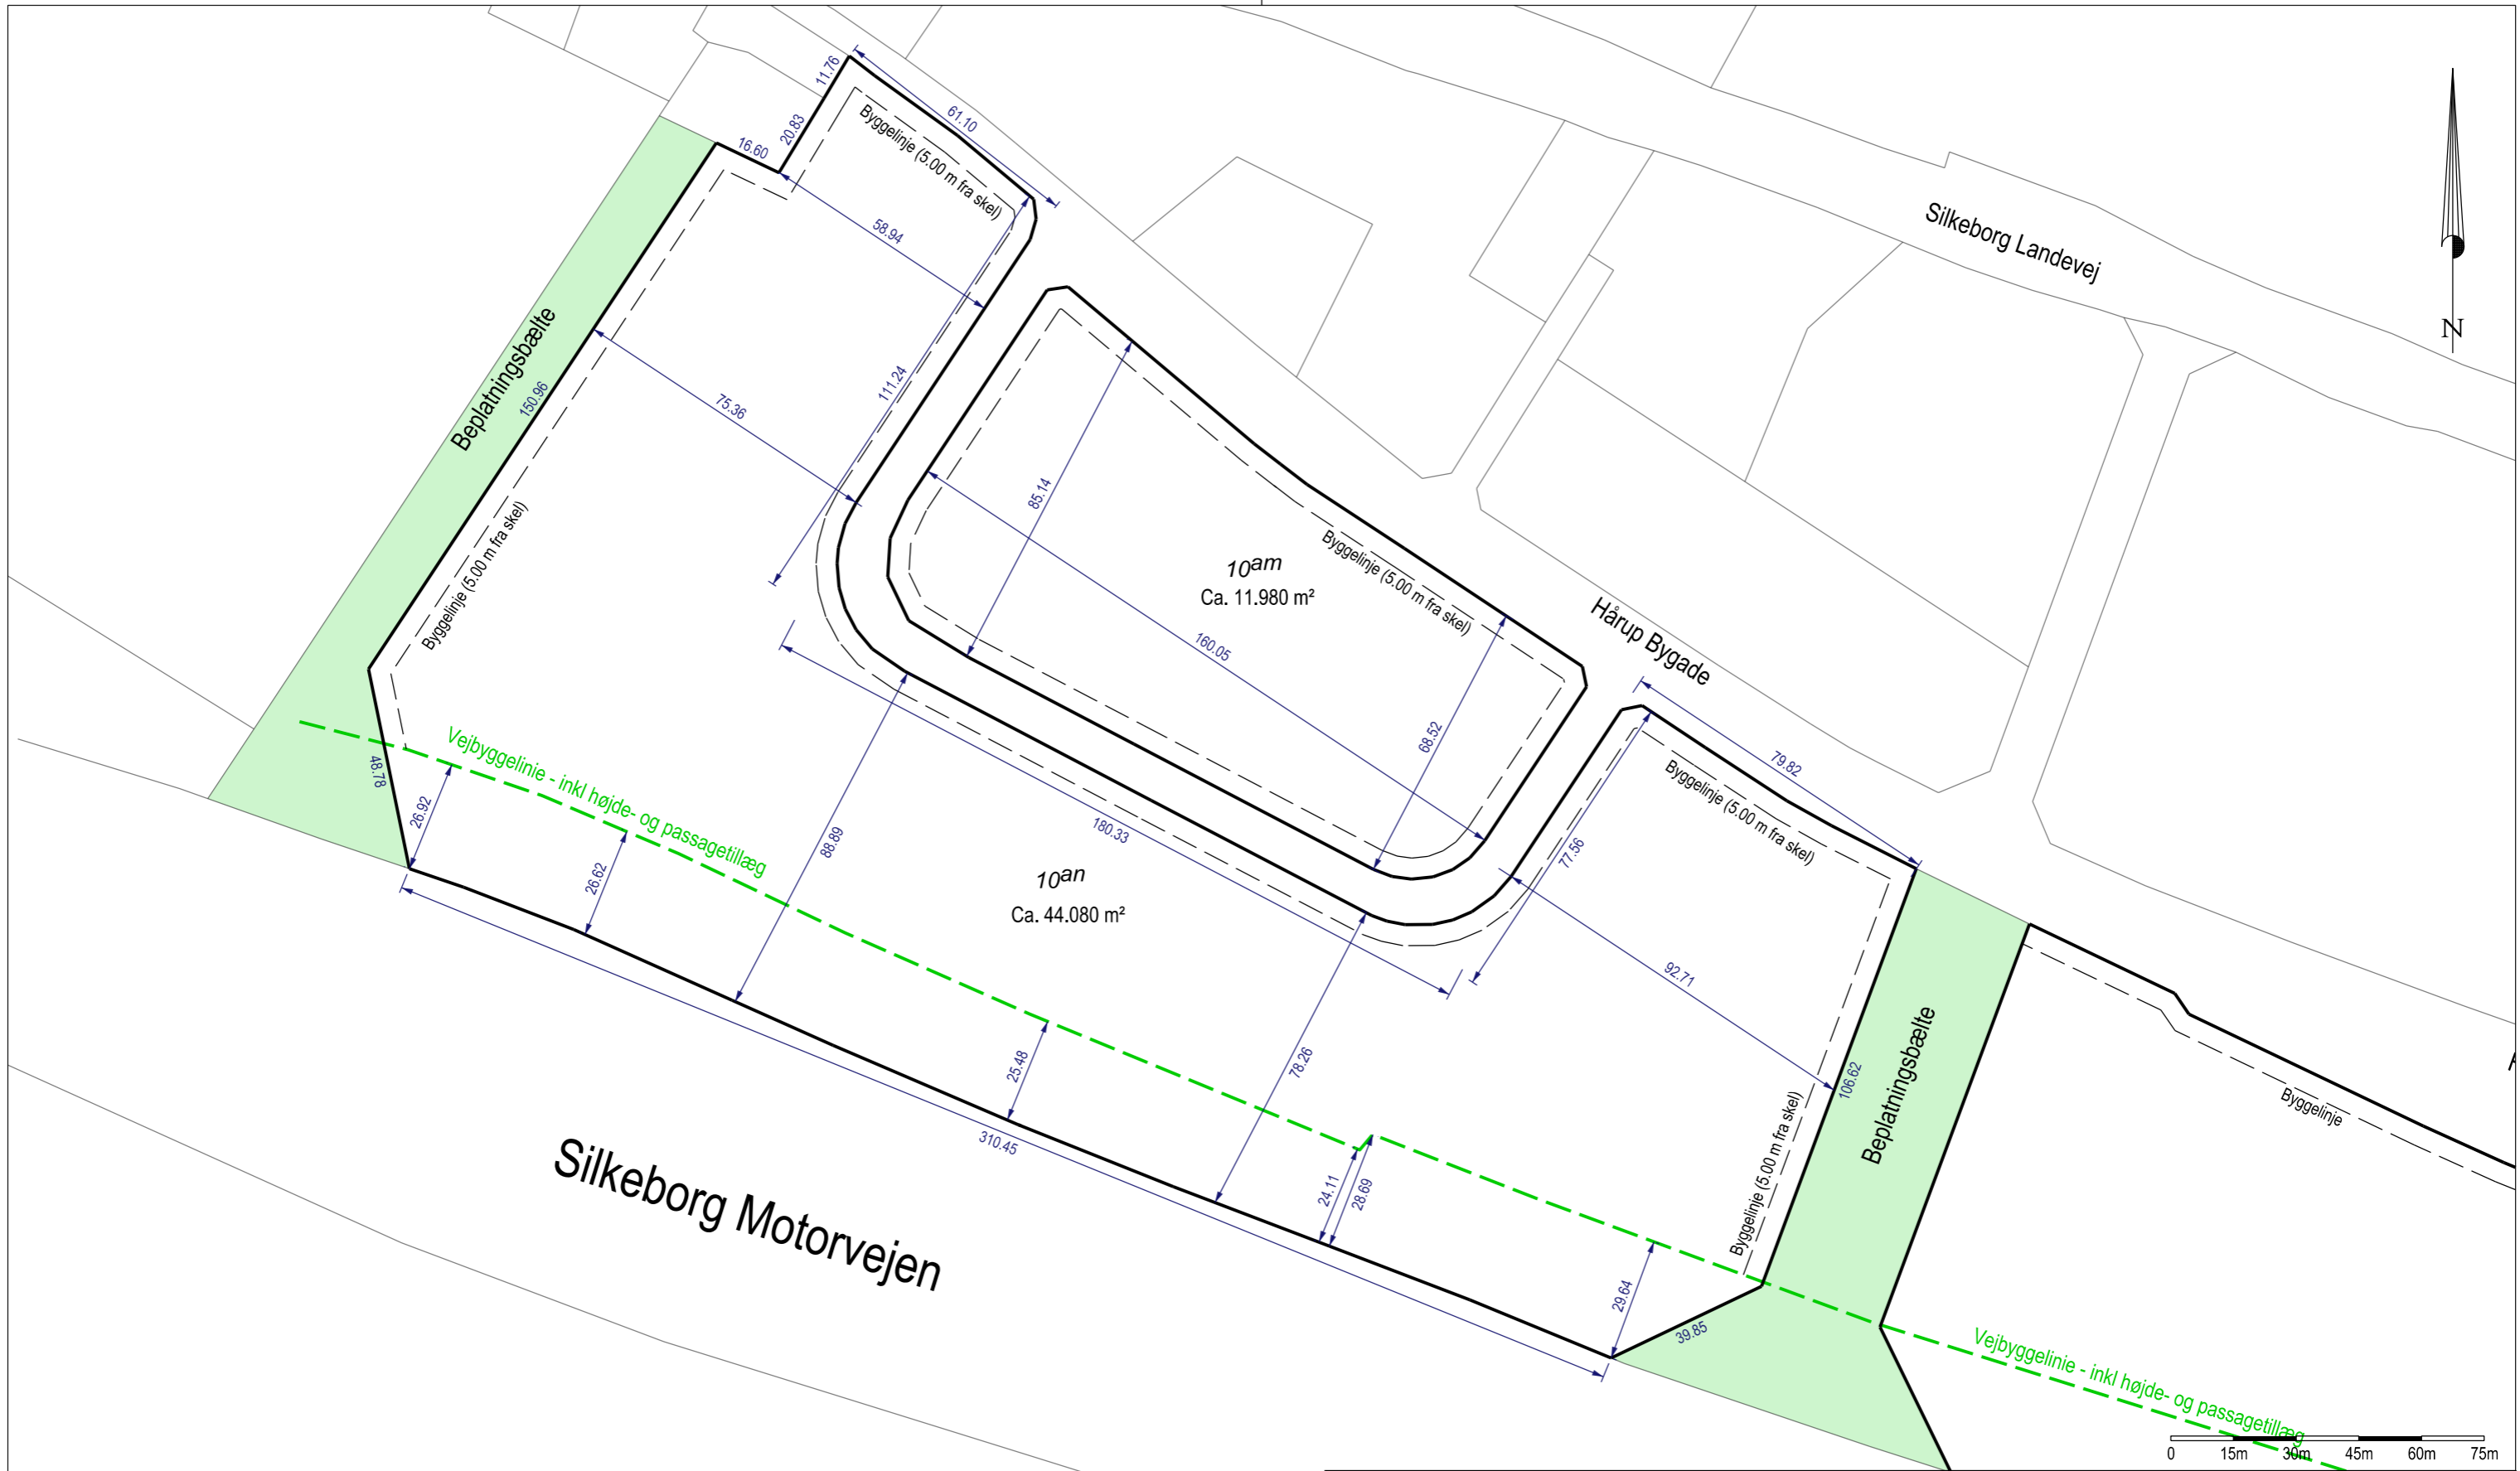 11.76
61.10
20.83
16.60
Byggelinje (5.00 m fra skel)
58.94
Silkeborg Landevej
N
Beplatningsbælte
150.96
111.24
75.36
85.14
10am
Ca. 11.980 m²
Byggelinje (5.00 m fra skel)
Byggelinje (5.00 m fra skel)
160.05
Hårup Bygade
68.52
79.82
Byggelinje (5.00 m fra skel)
77.56
Vejbyggelinie - inkl højde- og passagetillæg
48.78
26.92
26.62
88.89
180.33
10an
Ca. 44.080 m²
92.71
106.62
Beplatningsbælte
Byggelinje
25.48
78.26
310.45
Silkeborg Motorvejen
24.11
28.69
Byggelinje (5.00 m fra skel)
29.64
39.85
Vejbyggelinie - inkl højde- og passagetillæg
0 15m 30m 45m 60m 75m